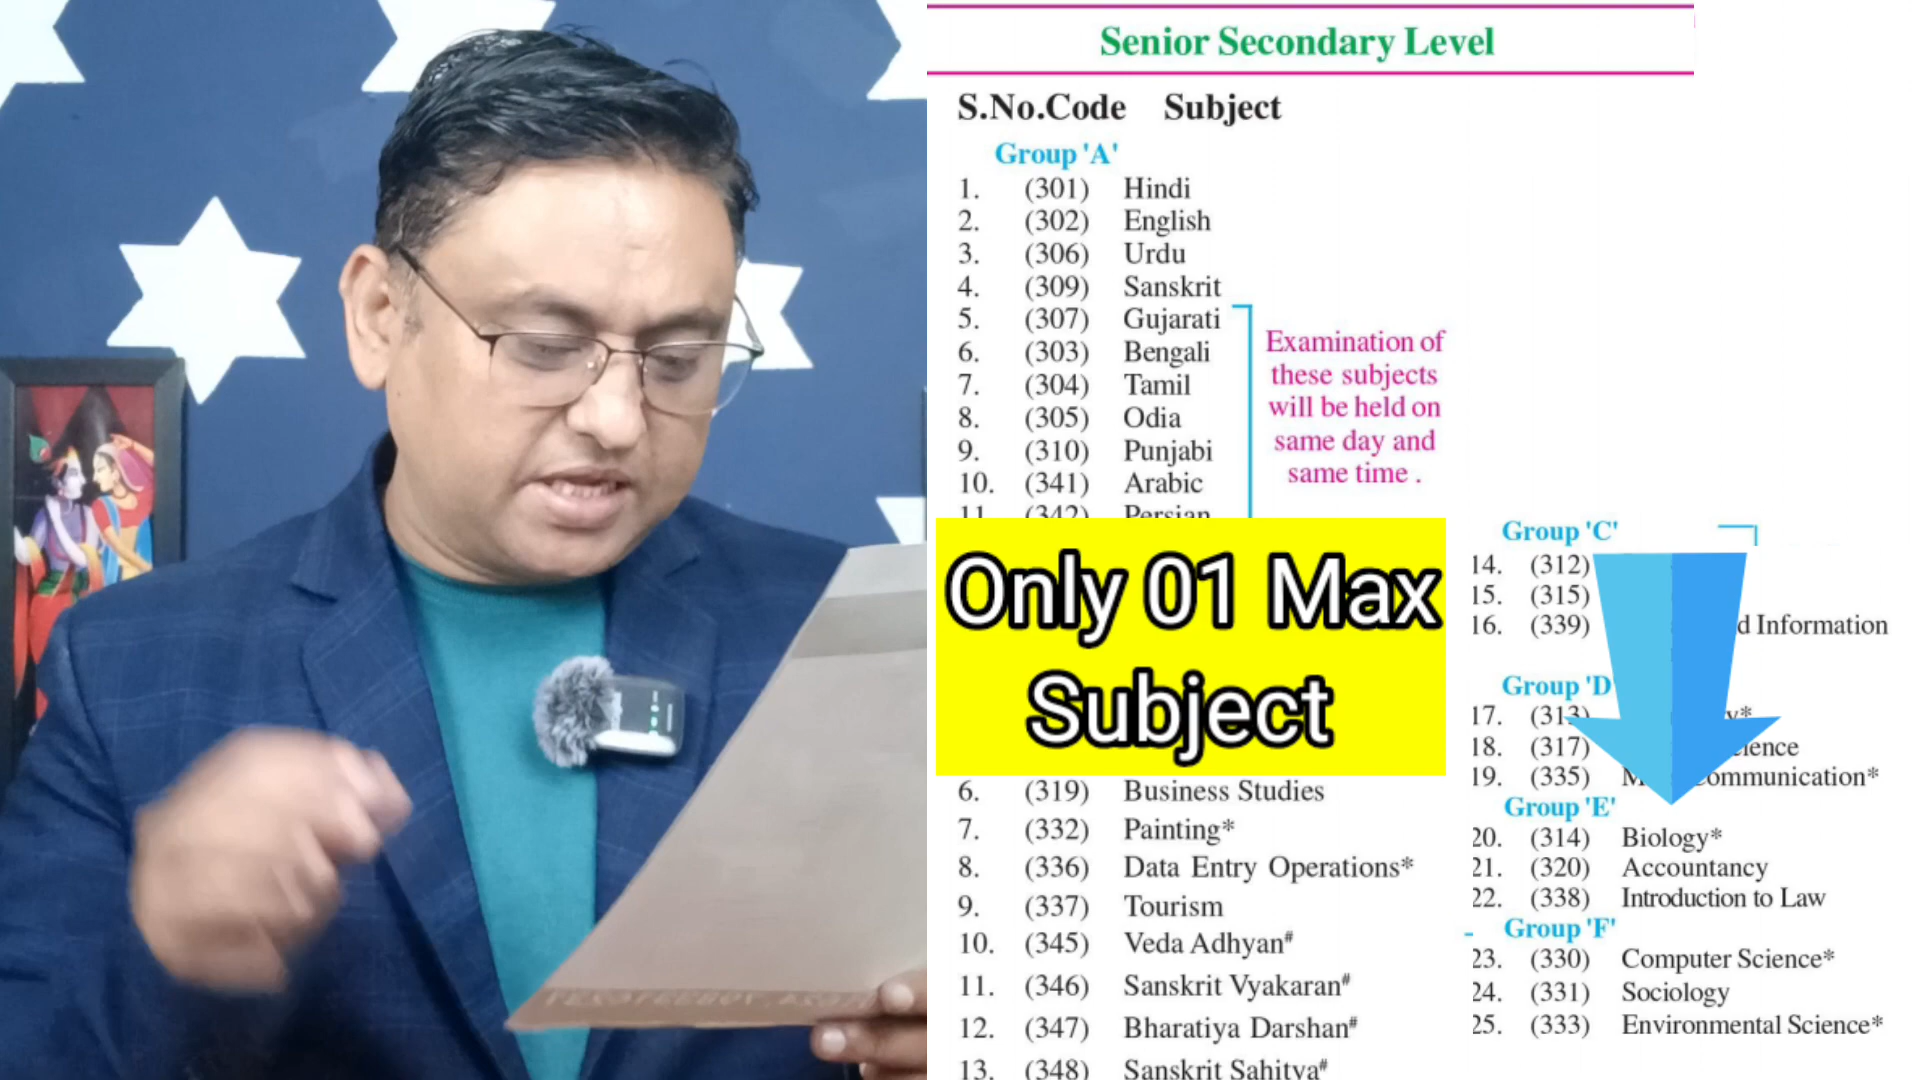 Senior Secondary Level
S.No.Code Subject
Group 'A'
1. (301) Hindi
2. (302) English
3. (306) Urdu
4. (309) Sanskrit
5. (307) Gujarati
6. (303) Bengali
7. (304) Tamil
8. (305) Odia
9. (310) Punjabi
10. (341) Arabic
11. (342) Persian
Examination of
these subjects
will be held on
same day and
same time .
Only 01 Max
Subject
6. (319) Business Studies
7. (332) Painting*
8. (336) Data Entry Operations*
9. (337) Tourism
10. (345) Veda Adhyan#
11. (346) Sanskrit Vyakaran#
12. (347) Bharatiya Darshan#
13. (348) Sanskrit Sahitya#
Group 'C'
14. (312)
15. (315)
16. (339) Information
Group 'D'
17. (313)
18. (317)
19. (335) Communication*
Group 'E'
20. (314) Biology*
21. (320) Accountancy
22. (338) Introduction to Law
Group 'F'
23. (330) Computer Science*
24. (331) Sociology
25. (333) Environmental Science*